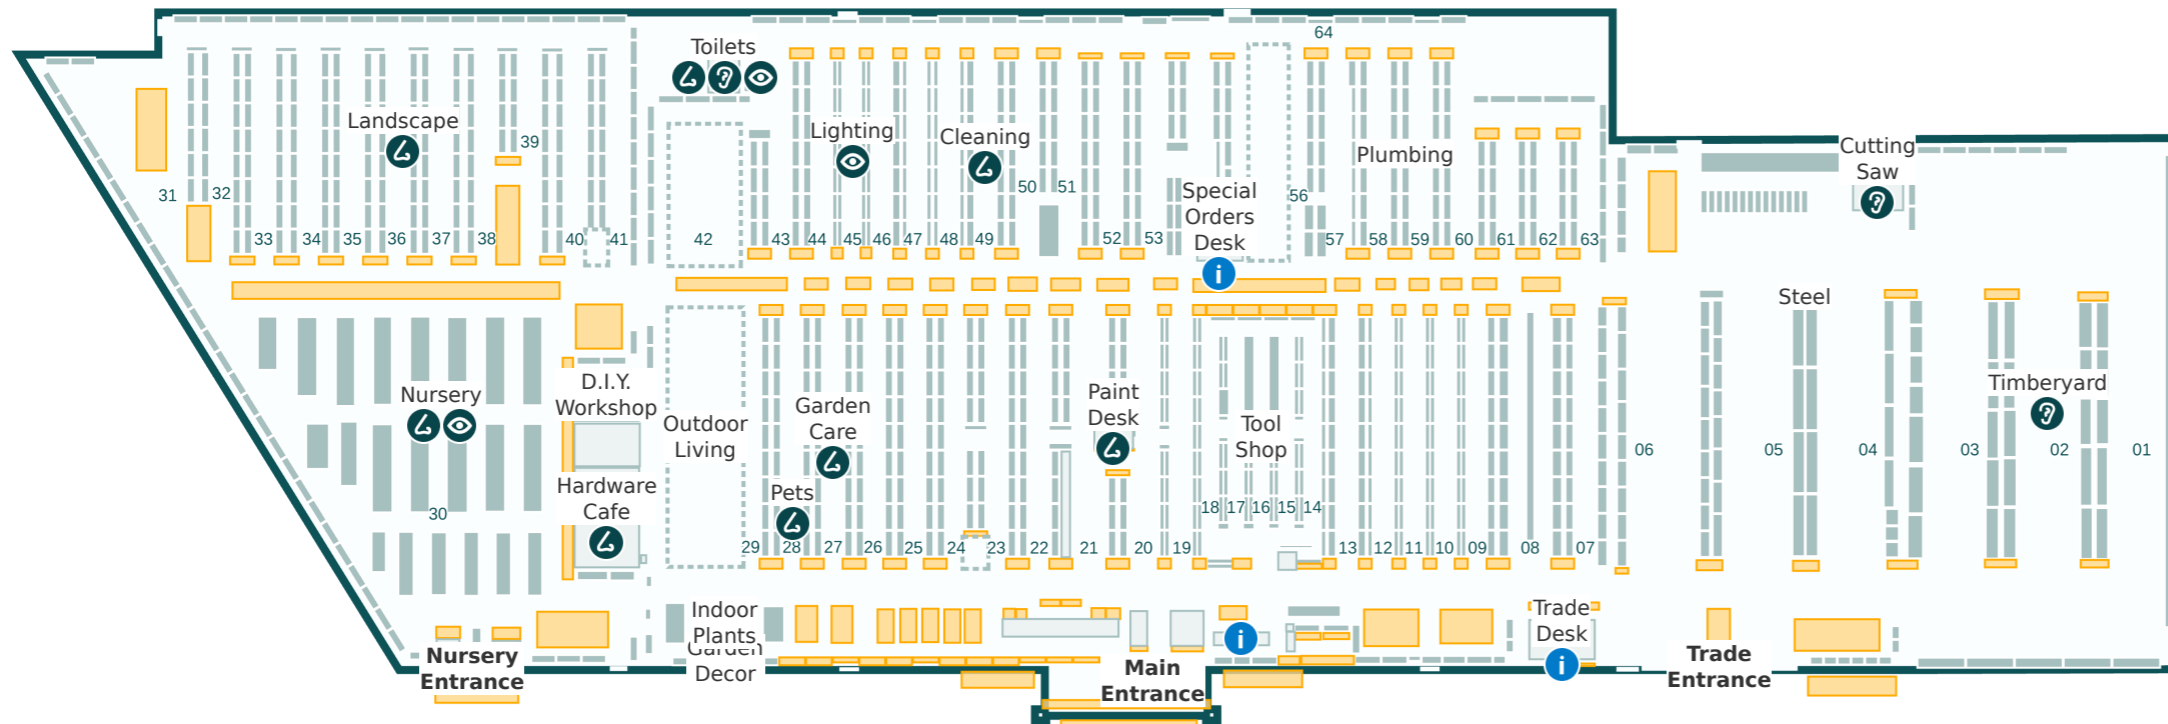 64
Toilets
Landscape
39
Lighting
Cleaning
Plumbing
Cutting
Saw
31
32
50
51
56
Special
Orders
Desk
33
34
35
36
37
38
40
41
42
43
44
45
46
47
48
49
52
53
57
58
59
60
61
62
63
Steel
Nursery
D.I.Y.
Workshop
Outdoor
Living
Garden
Care
Paint
Desk
Tool
Shop
Timberyard
06
05
04
03
02
01
Hardware
Cafe
Pets
30
18
17
16
15
14
29
28
27
26
25
24
23
22
21
20
19
13
12
11
10
09
08
07
Indoor
Plants
Garden
Decor
Trade
Desk
i
i
i
Nursery
Entrance
Main
Entrance
Trade
Entrance